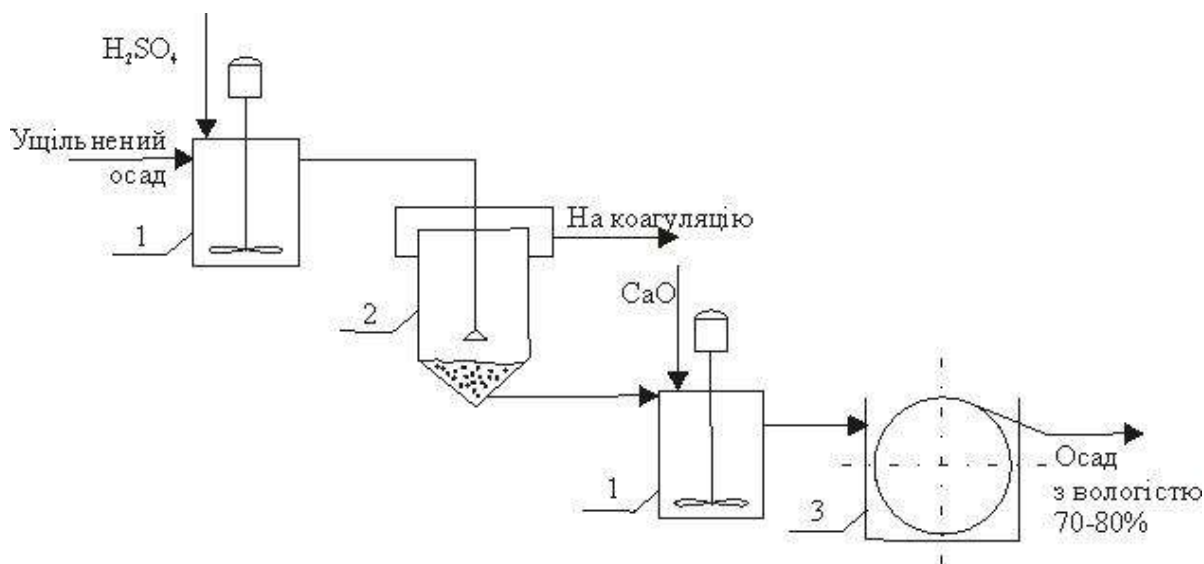 H₂SO₄
Ущільнений
осад
1
На коагуляцію
2
CaO
1
3
Осад
з вологістю
70-80%